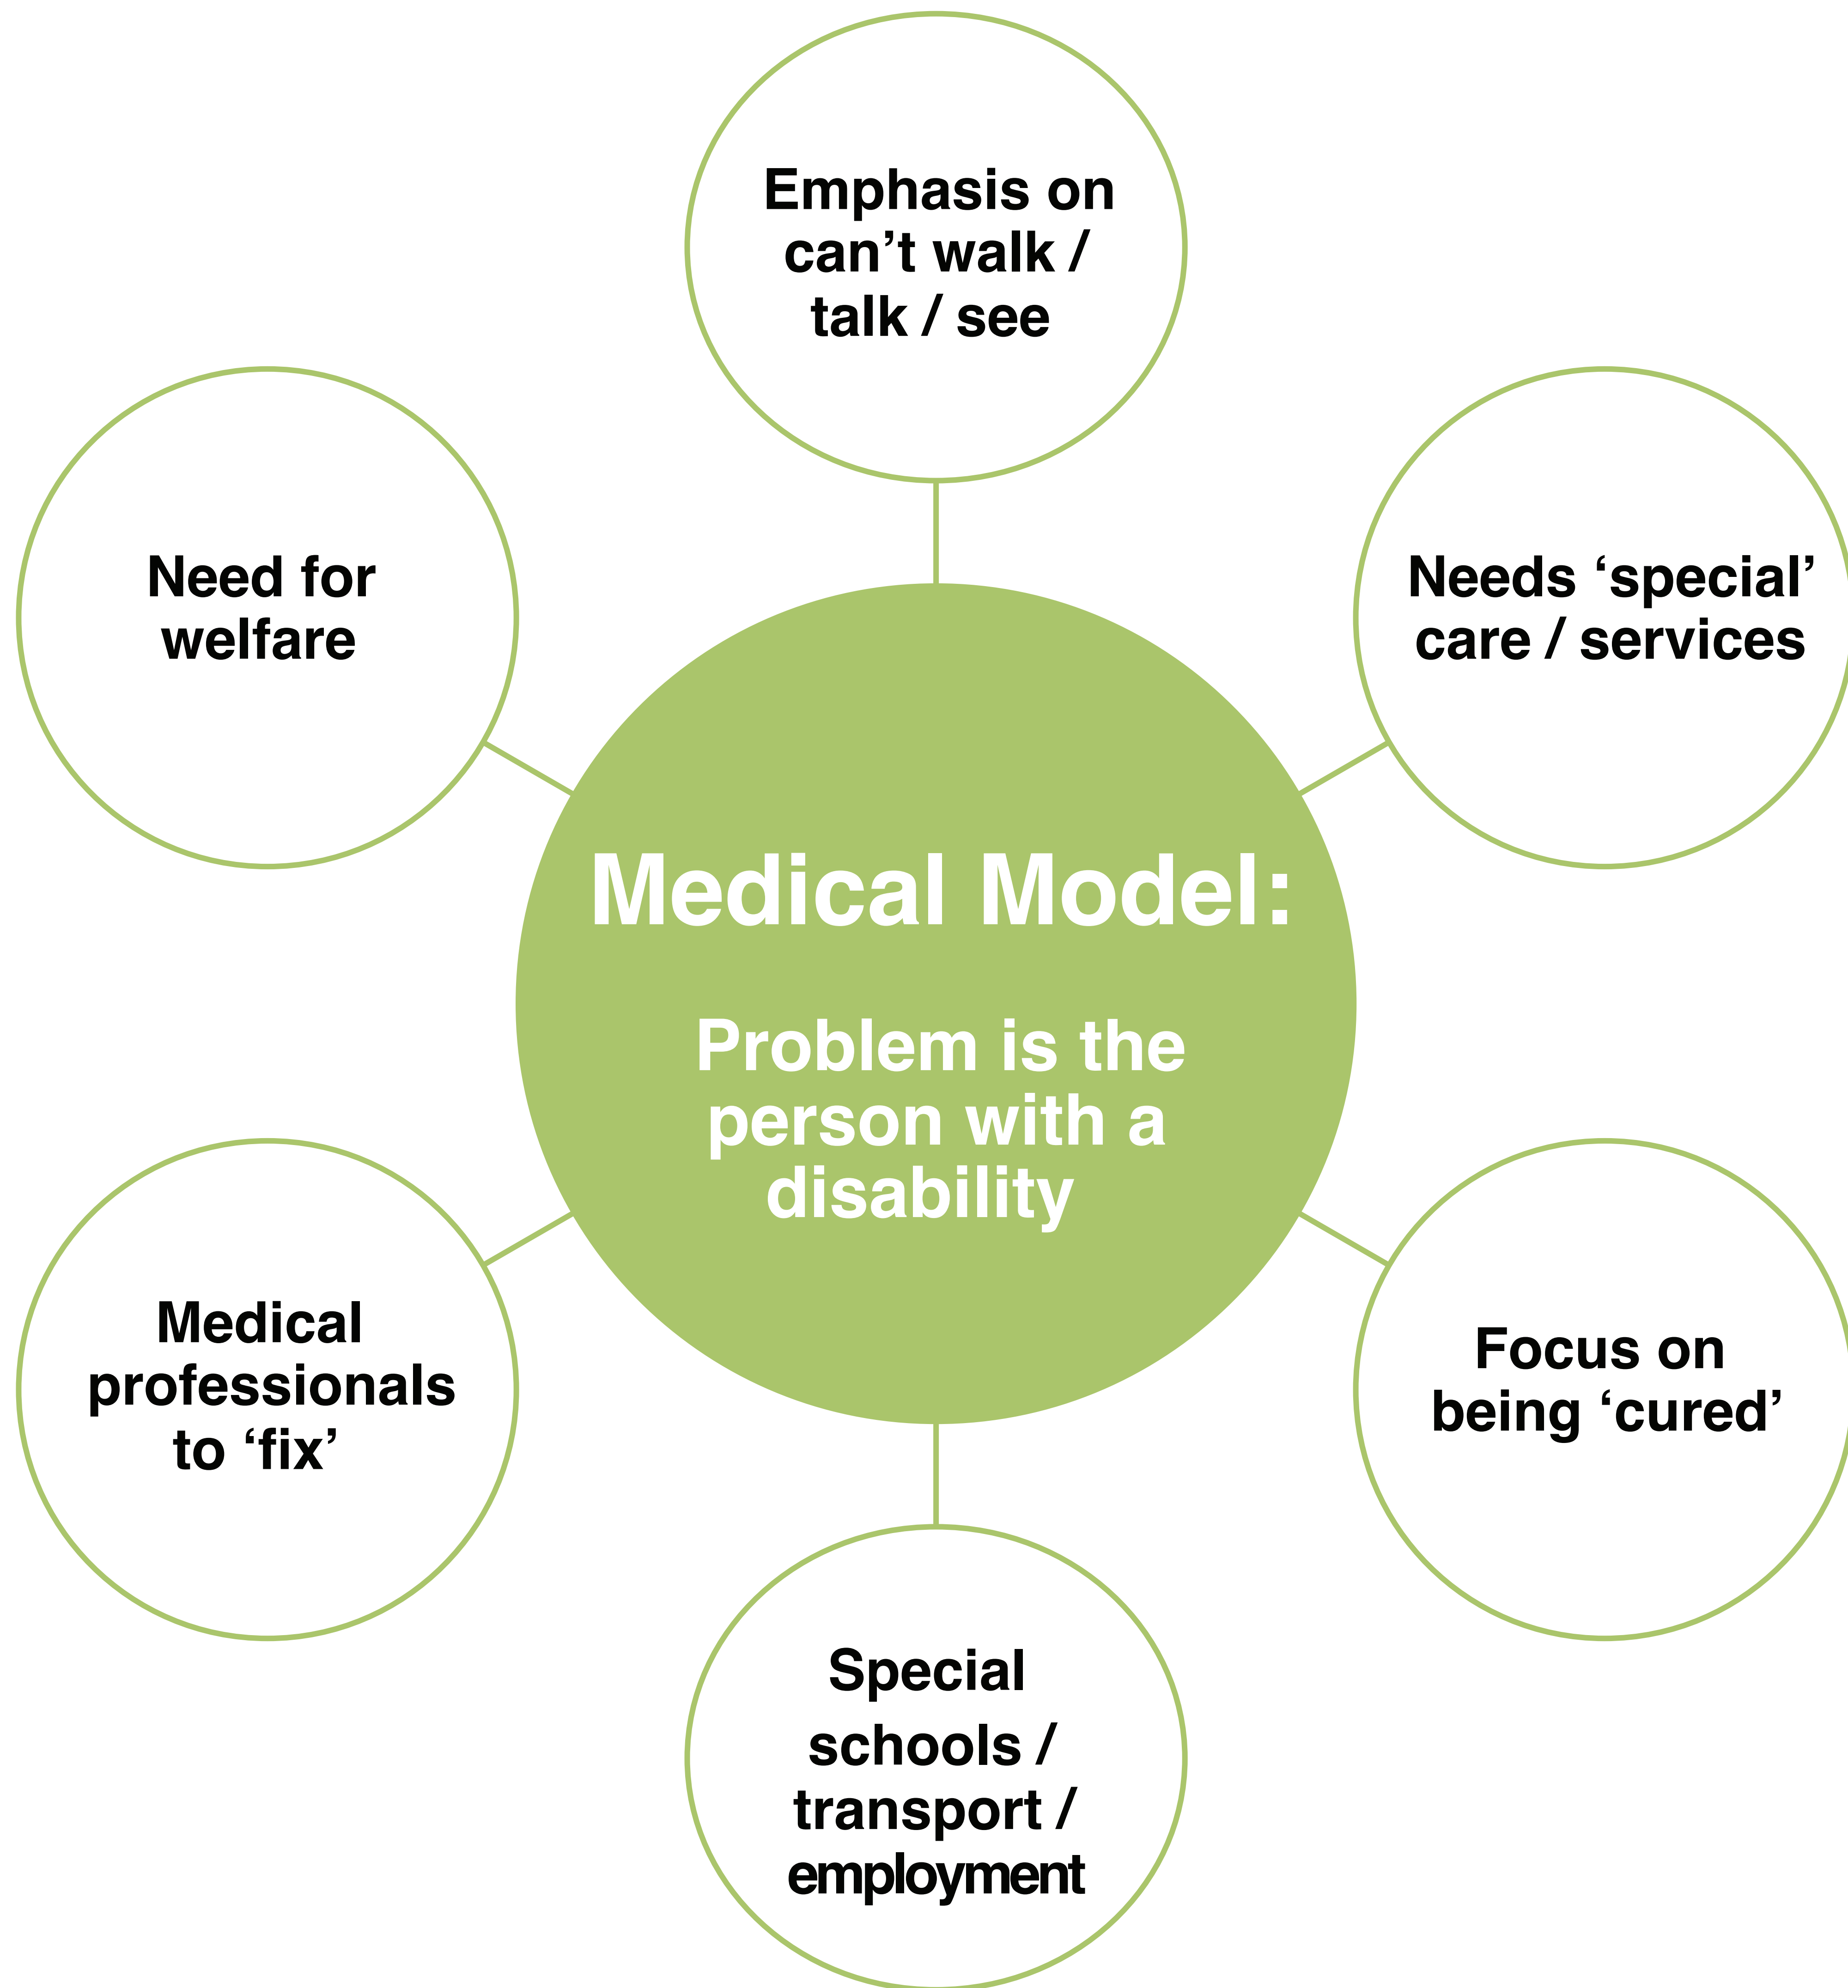 Emphasis on
can’t walk /
talk / see
Needs ‘special’
care / services
Focus on
being ‘cured’
Special
schools /
transport /
employment
Medical
professionals
to ‘fix’
Need for
welfare
Medical Model:
Problem is the
person with a
disability